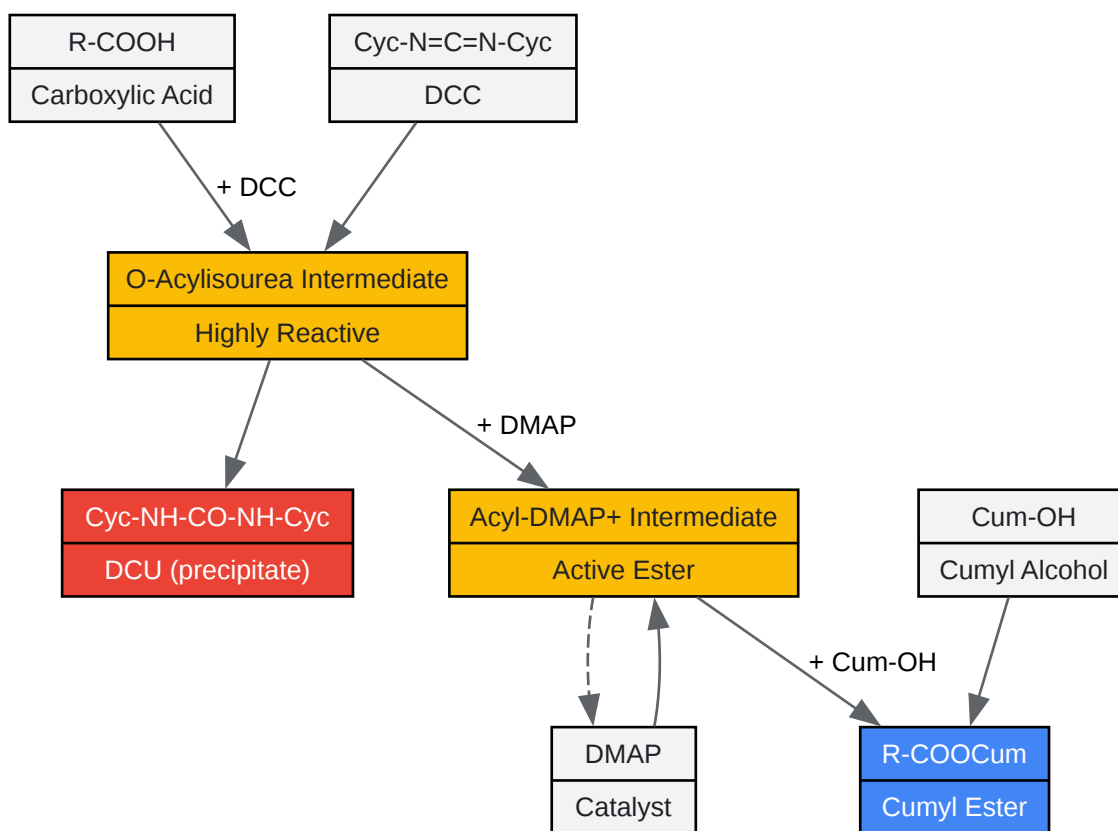 R-COOH
Carboxylic Acid
Cyc-N=C=N-Cyc
DCC
+ DCC
O-Acylisourea Intermediate
Highly Reactive
+ DMAP
Cyc-NH-CO-NH-Cyc
DCU (precipitate)
Acyl-DMAP+ Intermediate
Active Ester
Cum-OH
Cumyl Alcohol
+ Cum-OH
DMAP
Catalyst
R-COOCum
Cumyl Ester